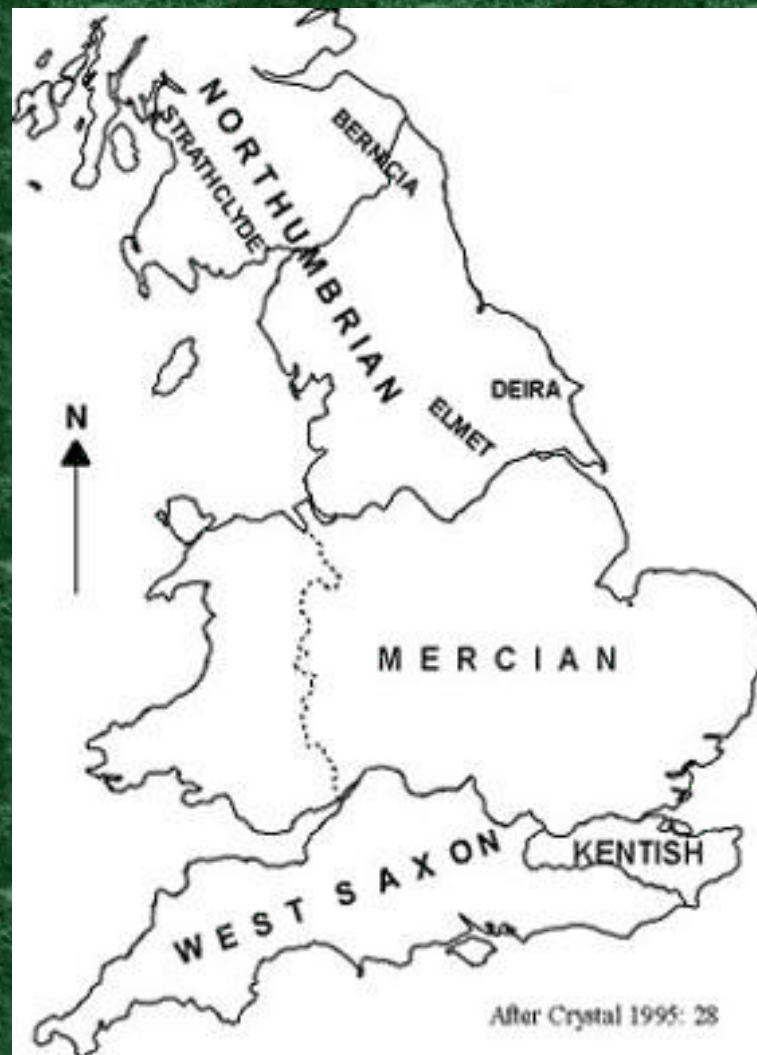 NORTHUMBRIAN
STRATHCLYDE
BERNICIA
DEIRA
ELMET
N
MERCIAN
KENTISH
WEST SAXON
After Crystal 1995: 28